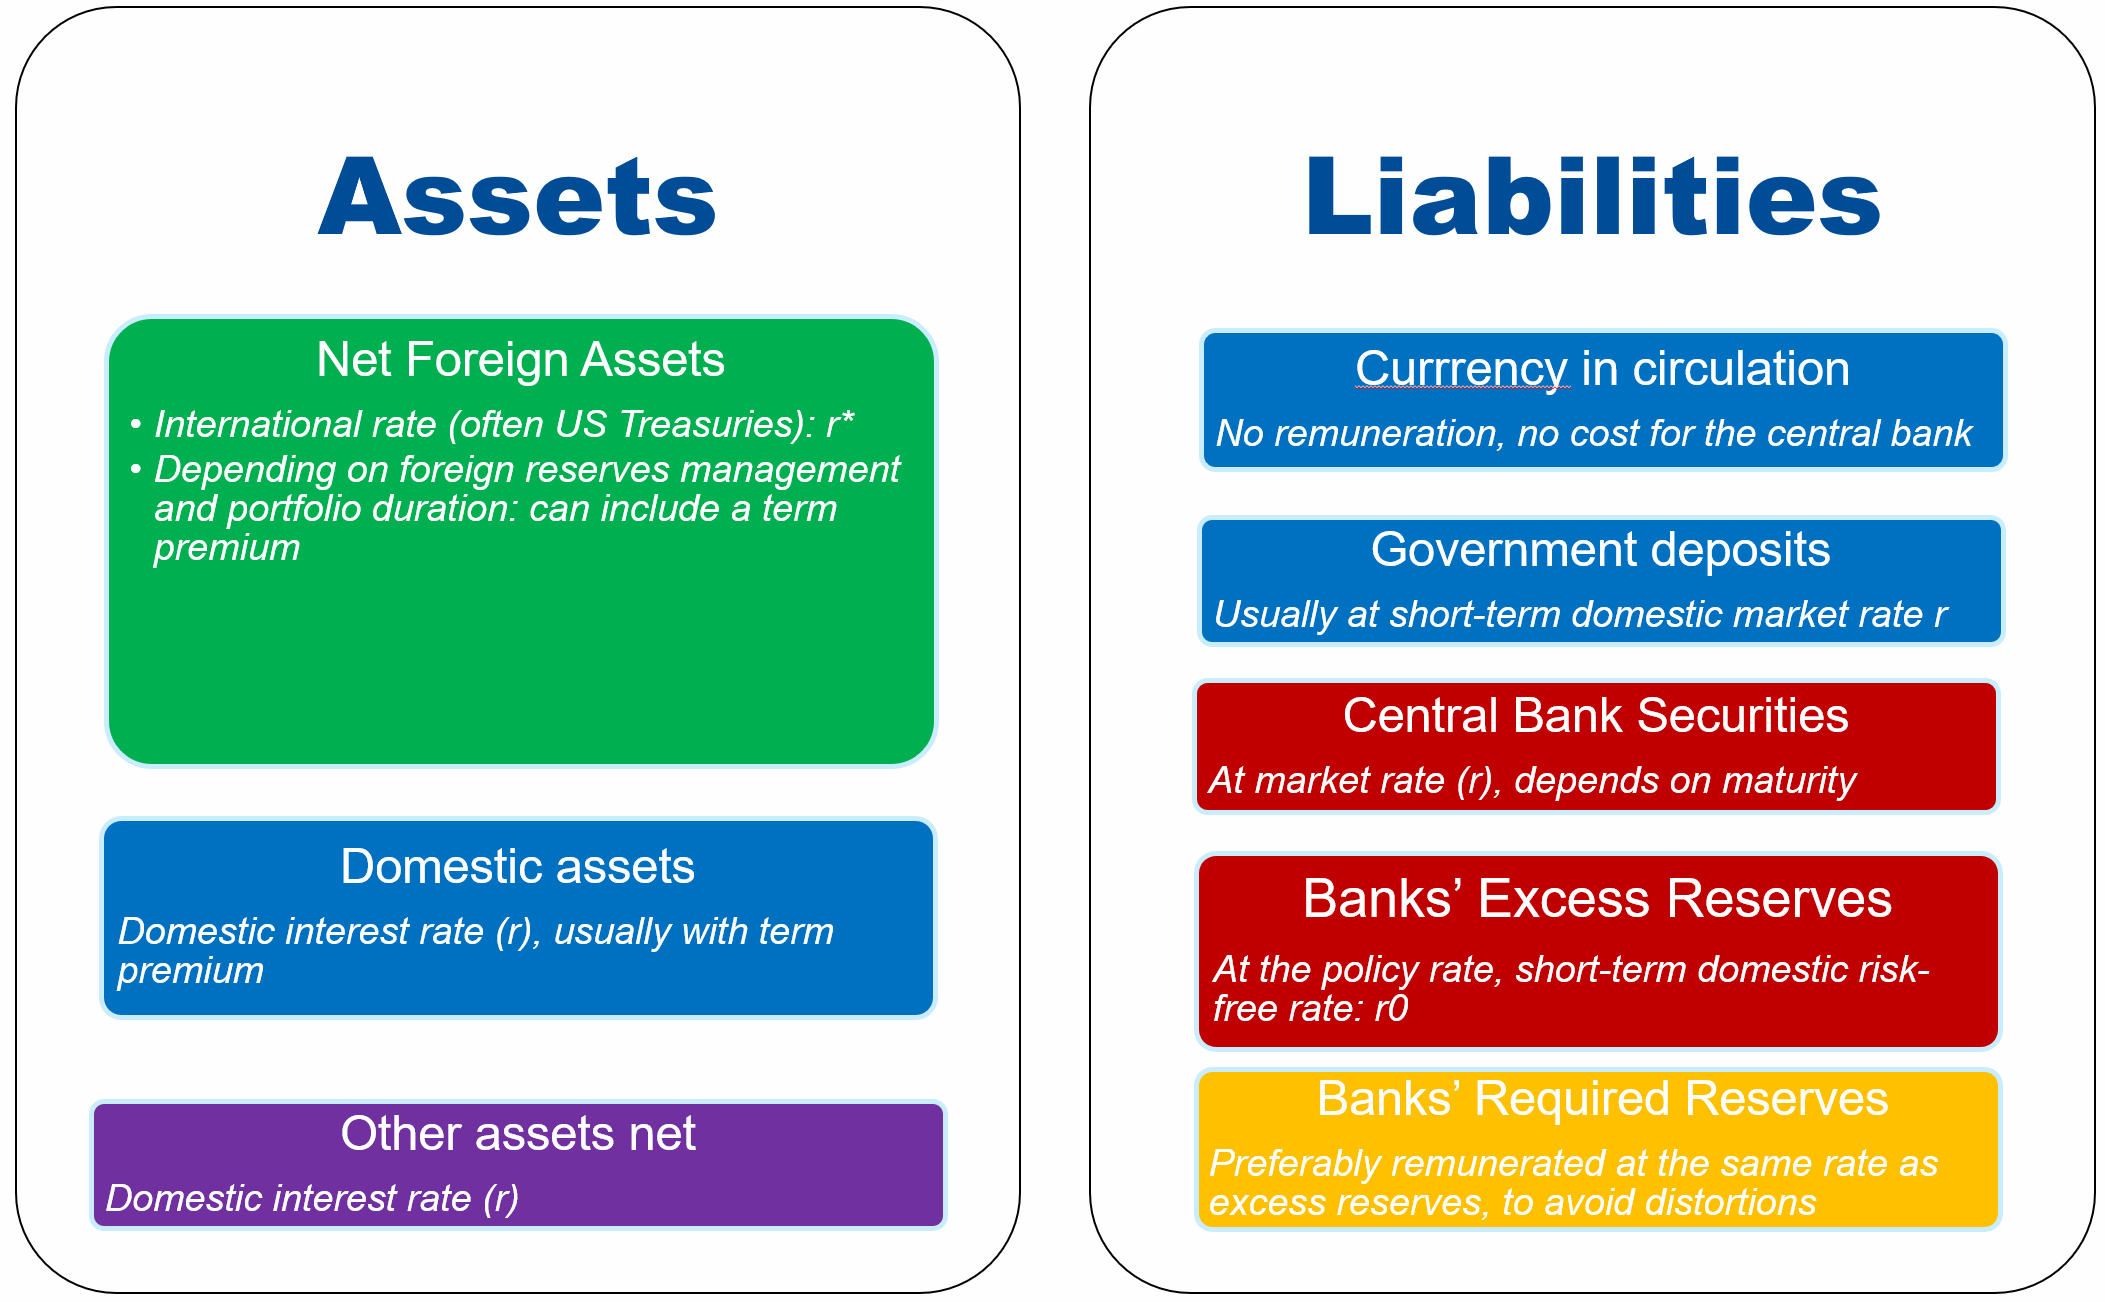 Assets
Net Foreign Assets
• International rate (often US Treasuries): r*
• Depending on foreign reserves management
and portfolio duration: can include a term
premium
Domestic assets
Domestic interest rate (r), usually with term
premium
Other assets net
Domestic interest rate (r)
Liabilities
Currrency in circulation
No remuneration, no cost for the central bank
Government deposits
Usually at short-term domestic market rate r
Central Bank Securities
At market rate (r), depends on maturity
Banks’ Excess Reserves
At the policy rate, short-term domestic risk-
free rate: r0
Banks’ Required Reserves
Preferably remunerated at the same rate as
excess reserves, to avoid distortions